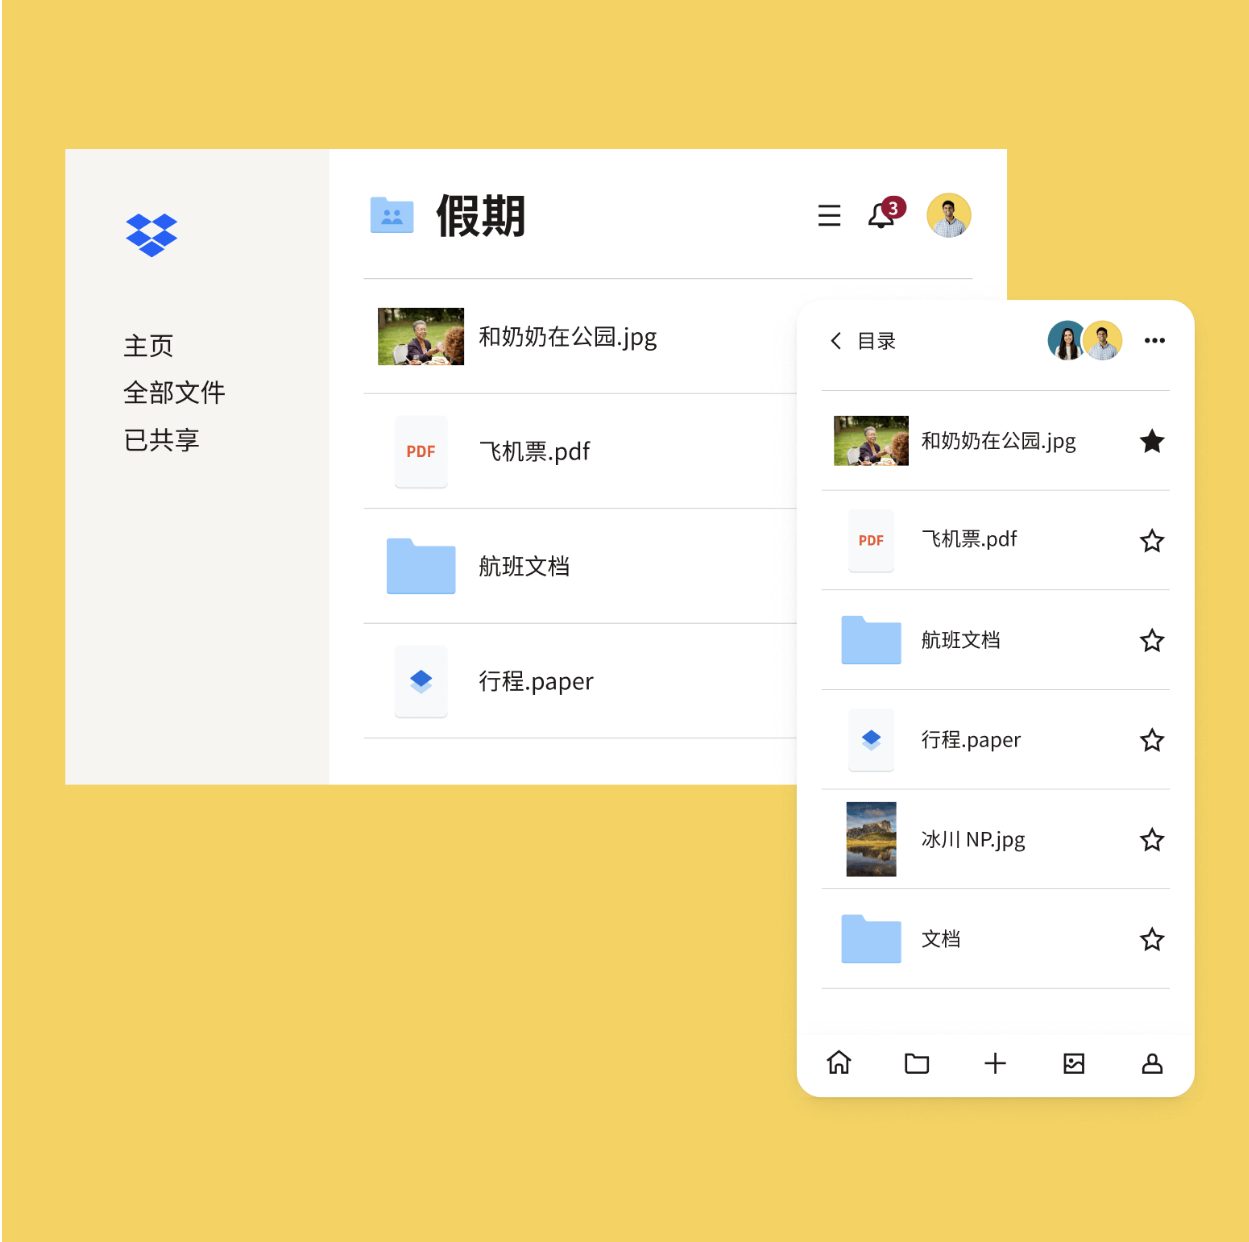 假期
3
主页
全部文件
已共享
和奶奶在公园.jpg
PDF
飞机票.pdf
航班文档
行程.paper
目录
和奶奶在公园.jpg
PDF
飞机票.pdf
航班文档
行程.paper
冰川 NP.jpg
文档